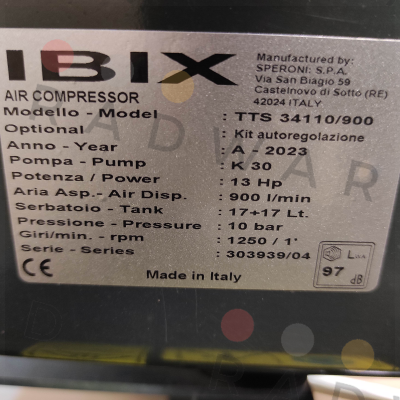 IBIX
Manufactured by:
SPERONI: S.P.A.
Via San Biagio 59
Castelnovo di Sotto (RE)
42024 ITALY
AIR COMPRESSOR
Modello - Model : TTS 34110/900
Optional : Kit autoregolazione
Anno - Year : A - 2023
Pompa - Pump : K 30
Potenza / Power : 13 Hp
Aria Asp.- Air Disp. : 900 l/min
Serbatoio - Tank : 17+17 Lt.
Pressione - Pressure : 10 bar
Giri/min. - rpm : 1250 / 1'
Serie - Series : 303939/04
CE
Made in Italy
LWA
97
dB
RADWAR